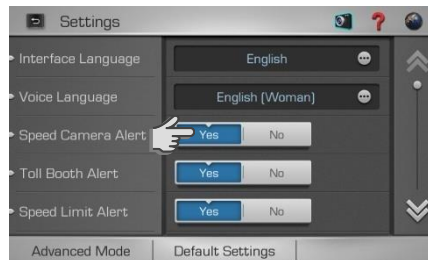 Settings
Interface Language English
Voice Language English (Woman)
Speed Camera Alert Yes No
Toll Booth Alert Yes No
Speed Limit Alert Yes No
Advanced Mode Default Settings